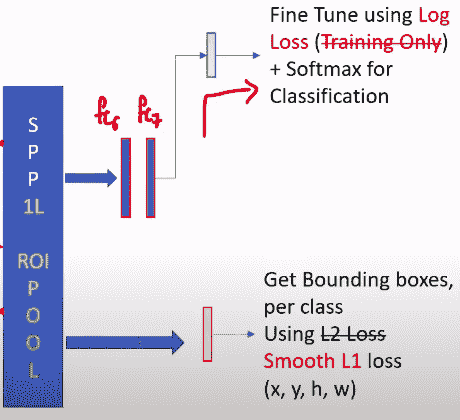 Fine Tune using Log
Loss (Training Only)
+ Softmax for
Classification
fc6 fc7
S
P
P
1L
ROI
P
O
O
L
Get Bounding boxes,
per class
Using L2 Loss
Smooth L1 loss
(x, y, h, w)